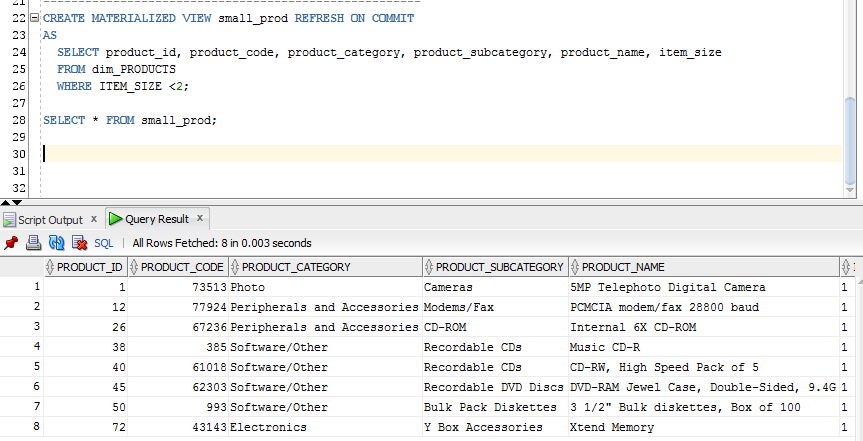 21 ------------------------------------------------------
22 CREATE MATERIALIZED VIEW small_prod REFRESH ON COMMIT
23 AS
24 SELECT product_id, product_code, product_category, product_subcategory, product_name, item_size
25 FROM dim_PRODUCTS
26 WHERE ITEM_SIZE <2;
27
28 SELECT * FROM small_prod;
29
30
31
32
Script Output x Query Result x
SQL | All Rows Fetched: 8 in 0.003 seconds
PRODUCT_ID PRODUCT_CODE PRODUCT_CATEGORY PRODUCT_SUBCATEGORY PRODUCT_NAME
1 1 73513 Photo Cameras 5MP Telephoto Digital Camera 1
2 12 77924 Peripherals and Accessories Modems/Fax PCMCIA modem/fax 28800 baud 1
3 26 67236 Peripherals and Accessories CD-ROM Internal 6X CD-ROM 1
4 38 385 Software/Other Recordable CDs Music CD-R 1
5 40 61018 Software/Other Recordable CDs CD-RW, High Speed Pack of 5 1
6 45 62303 Software/Other Recordable DVD Discs DVD-RAM Jewel Case, Double-Sided, 9.4G 1
7 50 993 Software/Other Bulk Pack Diskettes 3 1/2" Bulk diskettes, Box of 100 1
8 72 43143 Electronics Y Box Accessories Xtend Memory 1